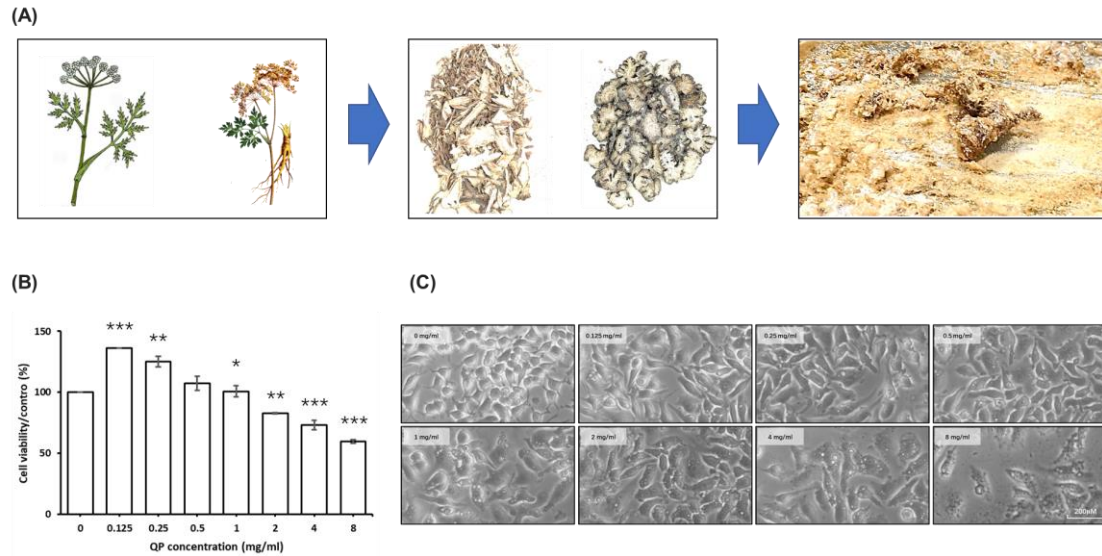 (A)
(B)
Cell viability/contro (%)
150
100
50
0
***
**
*
**
***
***
0 0.125 0.25 0.5 1 2 4 8
QP concentration (mg/ml)
(C)
0 mg/ml
0.125 mg/ml
0.25 mg/ml
0.5 mg/ml
1 mg/ml
2 mg/ml
4 mg/ml
8 mg/ml
200μM